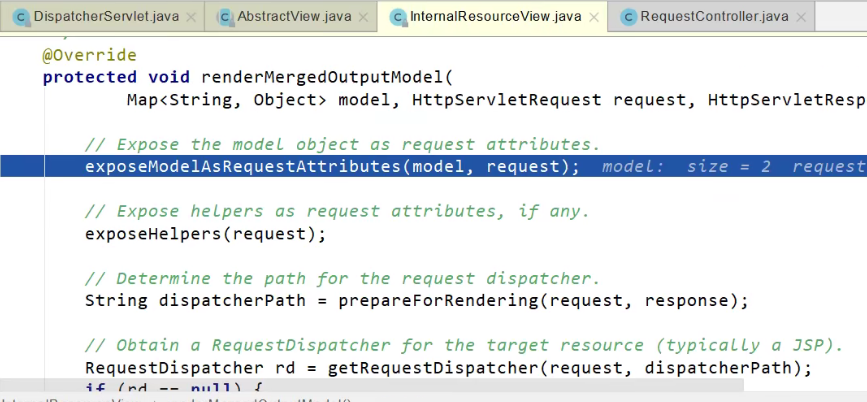 DispatcherServlet.java AbstractView.java InternalResourceView.java RequestController.java
@Override
protected void renderMergedOutputModel(
Map<String, Object> model, HttpServletRequest request, HttpServletResp
// Expose the model object as request attributes.
exposeModelAsRequestAttributes(model, request); model: size = 2 request
// Expose helpers as request attributes, if any.
exposeHelpers(request);
// Determine the path for the request dispatcher.
String dispatcherPath = prepareForRendering(request, response);
// Obtain a RequestDispatcher for the target resource (typically a JSP).
RequestDispatcher rd = getRequestDispatcher(request, dispatcherPath);
if (rd == null) {